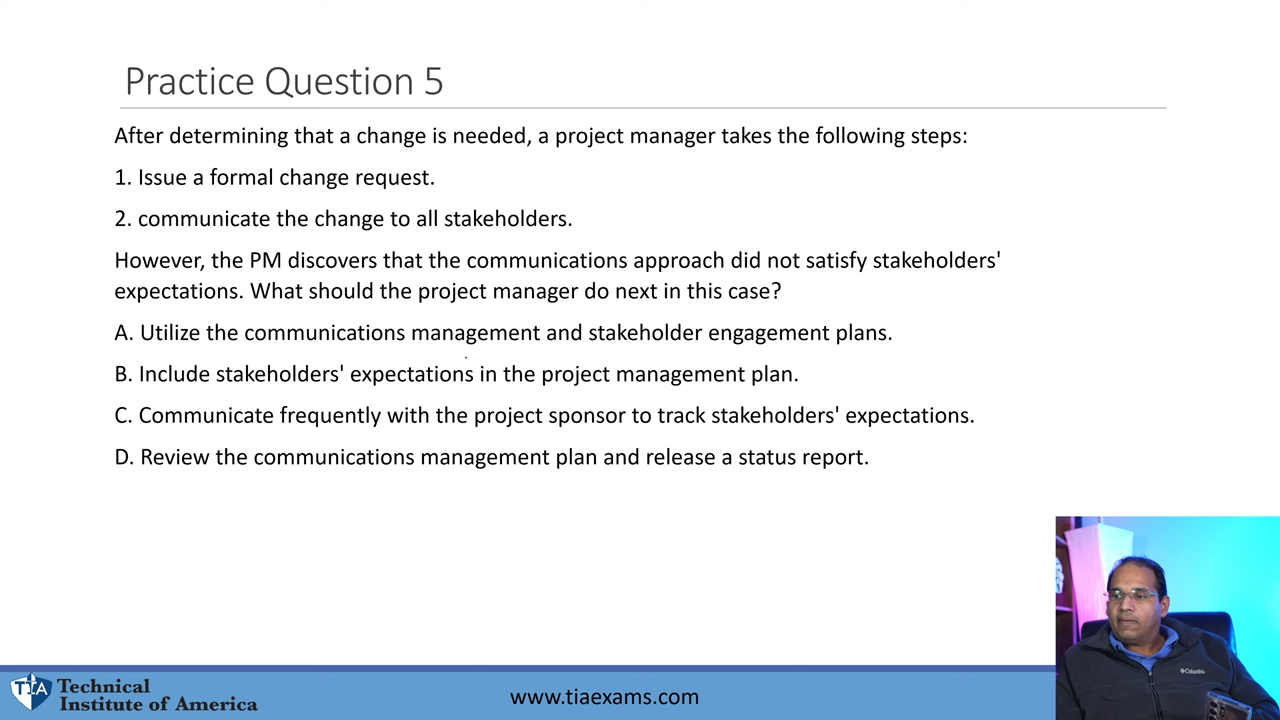 Practice Question 5
After determining that a change is needed, a project manager takes the following steps:
1. Issue a formal change request.
2. communicate the change to all stakeholders.
However, the PM discovers that the communications approach did not satisfy stakeholders'
expectations. What should the project manager do next in this case?
A. Utilize the communications management and stakeholder engagement plans.
B. Include stakeholders' expectations in the project management plan.
C. Communicate frequently with the project sponsor to track stakeholders' expectations.
D. Review the communications management plan and release a status report.
Columbia
TIA
Technical
Institute of America
www.tiaexams.com